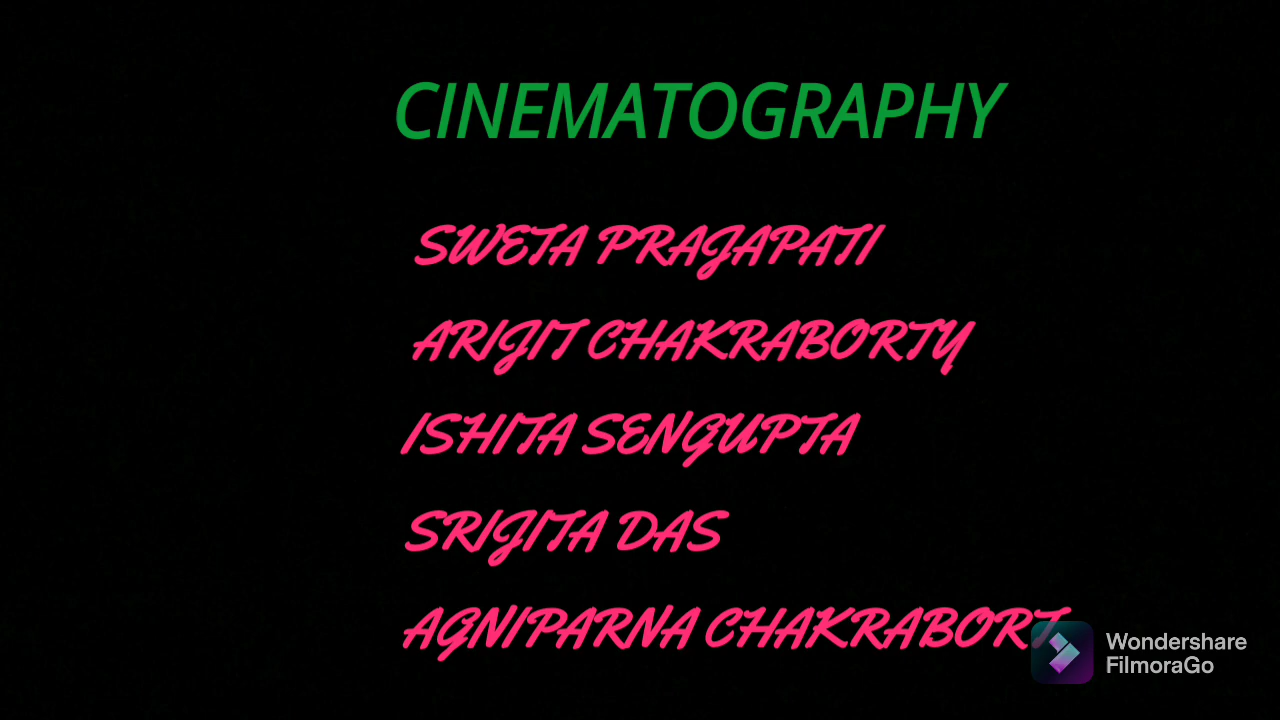 CINEMATOGRAPHY
SWETA PRAJAPATI
ARIJIT CHAKRABORTY
ISHITA SENGUPTA
SRIJITA DAS
AGNIPARNA CHAKRABORT
Wondershare
FilmoraGo